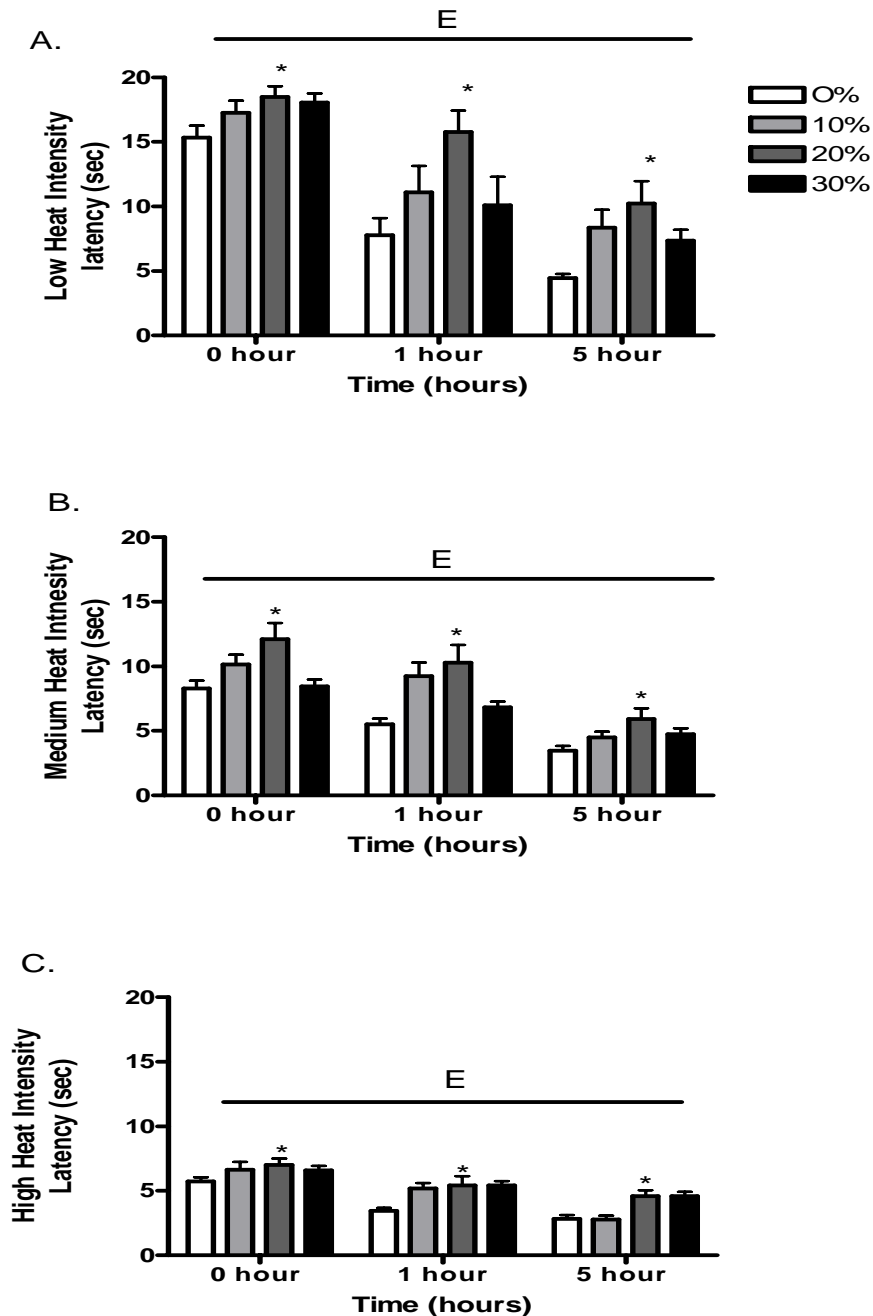 E
A.
*
*
*
20
15
10
5
0
Low Heat Intensity
latency (sec)
0 hour
1 hour
5 hour
Time (hours)
O%
10%
20%
30%
B.
E
*
*
*
20
15
10
5
0
Medium Heat Intnesity
Latency (sec)
0 hour
1 hour
5 hour
Time (hours)
C.
E
*
*
*
20
15
10
5
0
High Heat Intensity
Latency (sec)
0 hour
1 hour
5 hour
Time (hours)